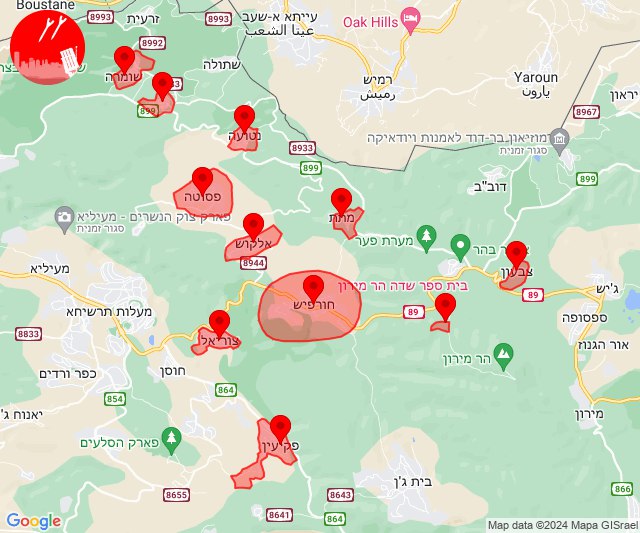 Boustane
8993
זרעית
8993
עייתא א-שעב
عيتا الشعب
Oak Hills
8992
שתולה
שומרה
רמיש
رميش
Yaroun
يارون
יראון
899
8967
נטועה
8933
מוזיאון בר-דוד לאמנות ויודאיקה
סגור זמנית
899
דוב"ב
פסוטה
פארק צוק הנשרים - מעיליא
סגור זמנית
מתת
מערת פער
אלקוש
8944
מעיליא
צבעון
בית ספר שדה הר מירון
89
ג'יש
חורפיש
89
ספסופה
מעלות תרשיחא
8833
צוריאל
הר מירון
אור הגנוז
חוסן
כפר ורדים
864
854
יאנוח ג'
מירון
פארק הסלעים
פקיעין
בית ג'ן
8655
8643
866
8641
Google
Map data ©2024 Mapa GISrael